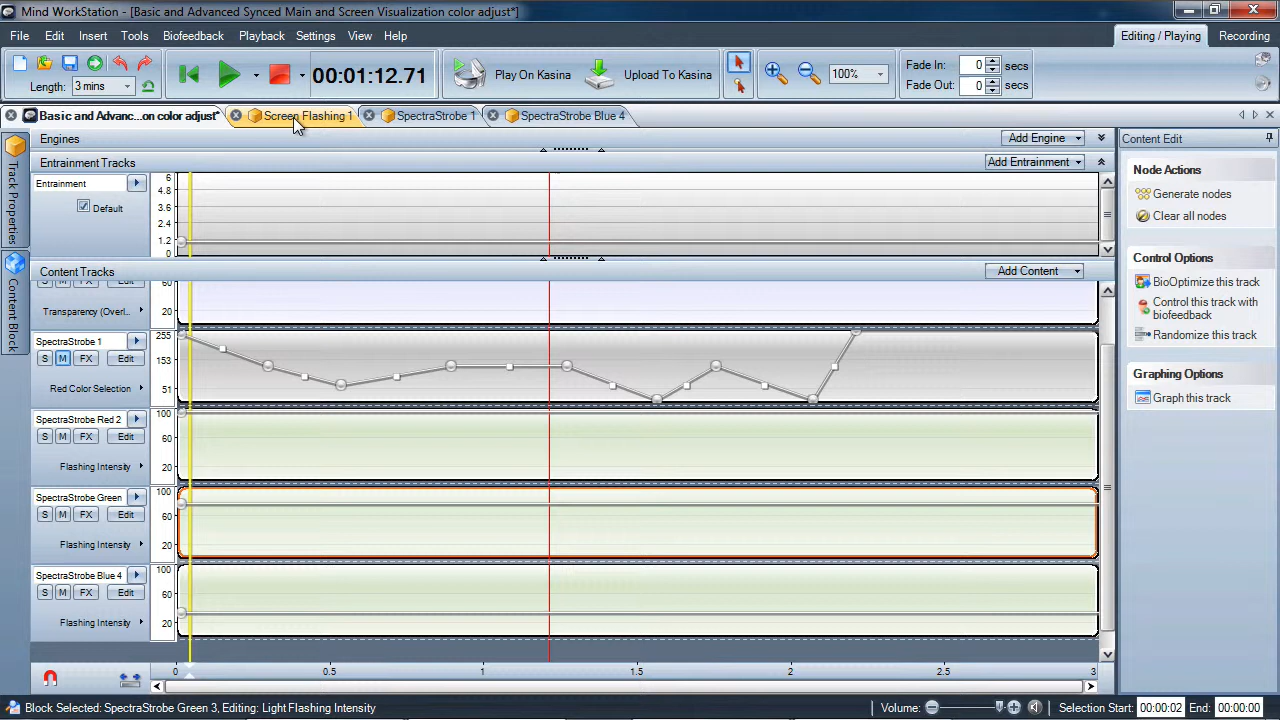 Mind WorkStation - [Basic and Advanced Synced Main and Screen Visualization color adjust*]
File Edit Insert Tools Biofeedback Playback Settings View Help
Editing / Playing Recording
Length: 3 mins
00:01:12.71
Play On Kasina
Upload To Kasina
100%
Fade In: 0 secs
Fade Out: 0 secs
Basic and Advanc...on color adjust* Screen Flashing 1 SpectraStrobe 1 SpectraStrobe Blue 4
Track Properties
Content Block
Engines
Add Engine
Entrainment Tracks
Add Entrainment
Entrainment
Default
6
4.8
3.6
2.4
1.2
0
Content Tracks
Add Content
S M FX Edit
60
20
Transparency (Overl..
SpectraStrobe 1
S M FX Edit
Red Color Selection
255
153
51
SpectraStrobe Red 2
S M FX Edit
Flashing Intensity
100
60
20
SpectraStrobe Green
S M FX Edit
Flashing Intensity
100
60
20
SpectraStrobe Blue 4
S M FX Edit
Flashing Intensity
100
60
20
0 0.5 1 1.5 2 2.5 3
Content Edit
Node Actions
Generate nodes
Clear all nodes
Control Options
BioOptimize this track
Control this track with
biofeedback
Randomize this track
Graphing Options
Graph this track
Block Selected: SpectraStrobe Green 3, Editing: Light Flashing Intensity
Volume:
Selection Start: 00:00:02 End: 00:00:00